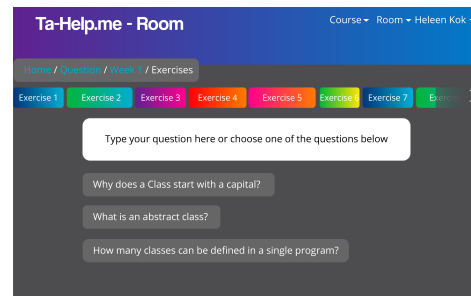 Ta-Help.me - Room
Course Room Heleen Kok
Home / Question / Week 1 / Exercises
Exercise 1 Exercise 2 Exercise 3 Exercise 4 Exercise 5 Exercise 6 Exercise 7
Type your question here or choose one of the questions below
Why does a Class start with a capital?
What is an abstract class?
How many classes can be defined in a single program?